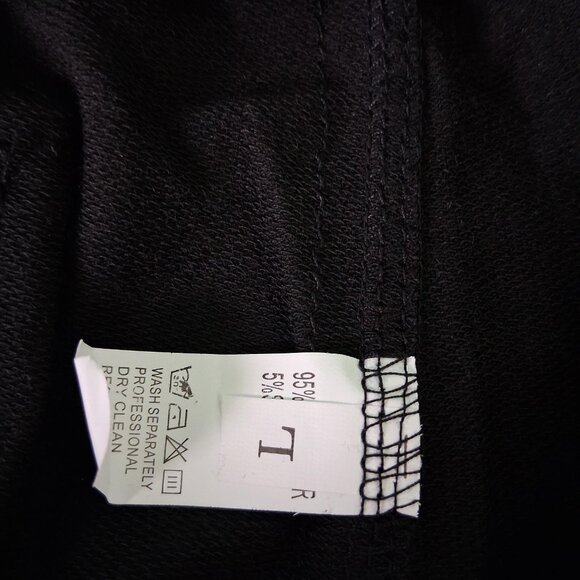 95% R
5%S
L
WASH SEPARATELY
PROFESSIONAL
DRY CLEAN